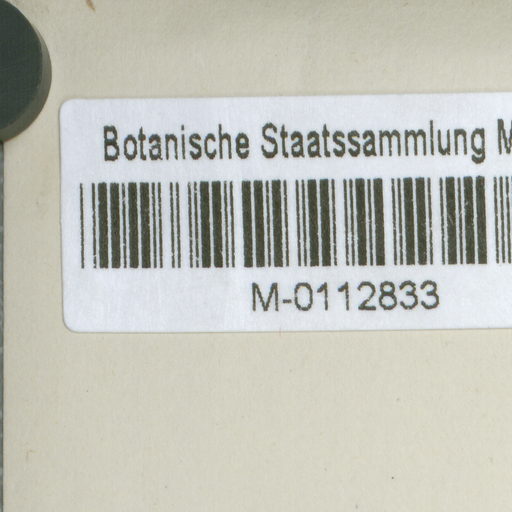 Botanische Staatssammlung M
M-0112833